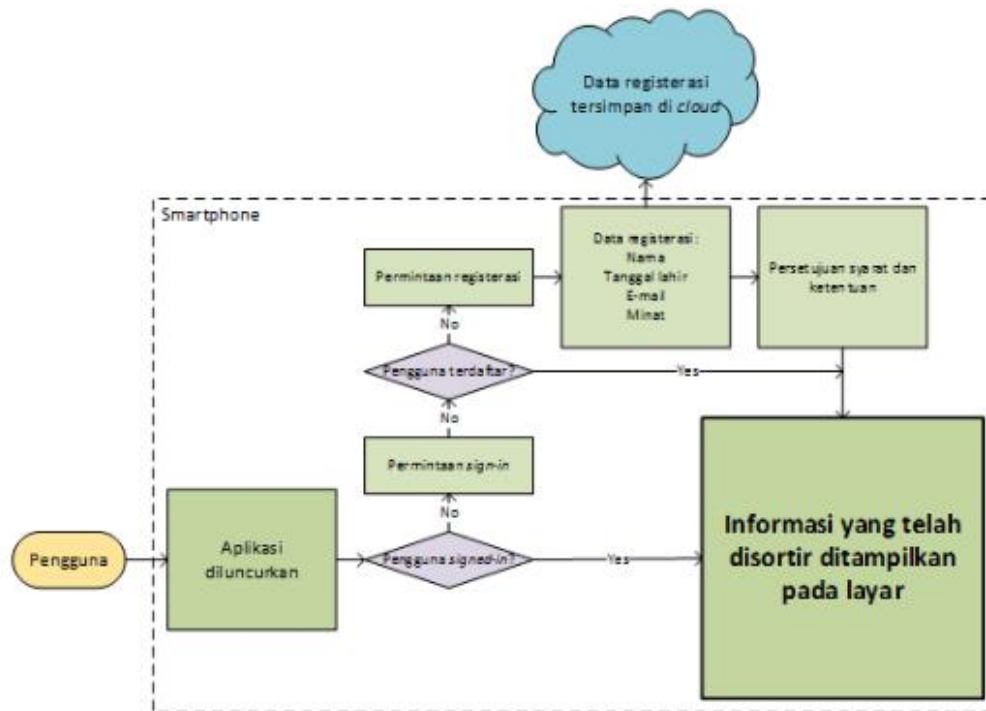 Data registerasi
tersimpan di cloud
Smartphone
Data registerasi:
Nama
Tanggal lahir
E-mail
Minat
Permintaan registerasi
Persetujuan syarat dan
ketentuan
No
Pengguna terdaftar?
Yes
No
Permintaan sign-in
No
Pengguna
Aplikasi
diluncurkan
Pengguna signed-in?
Yes
Informasi yang telah
disortir ditampilkan
pada layar